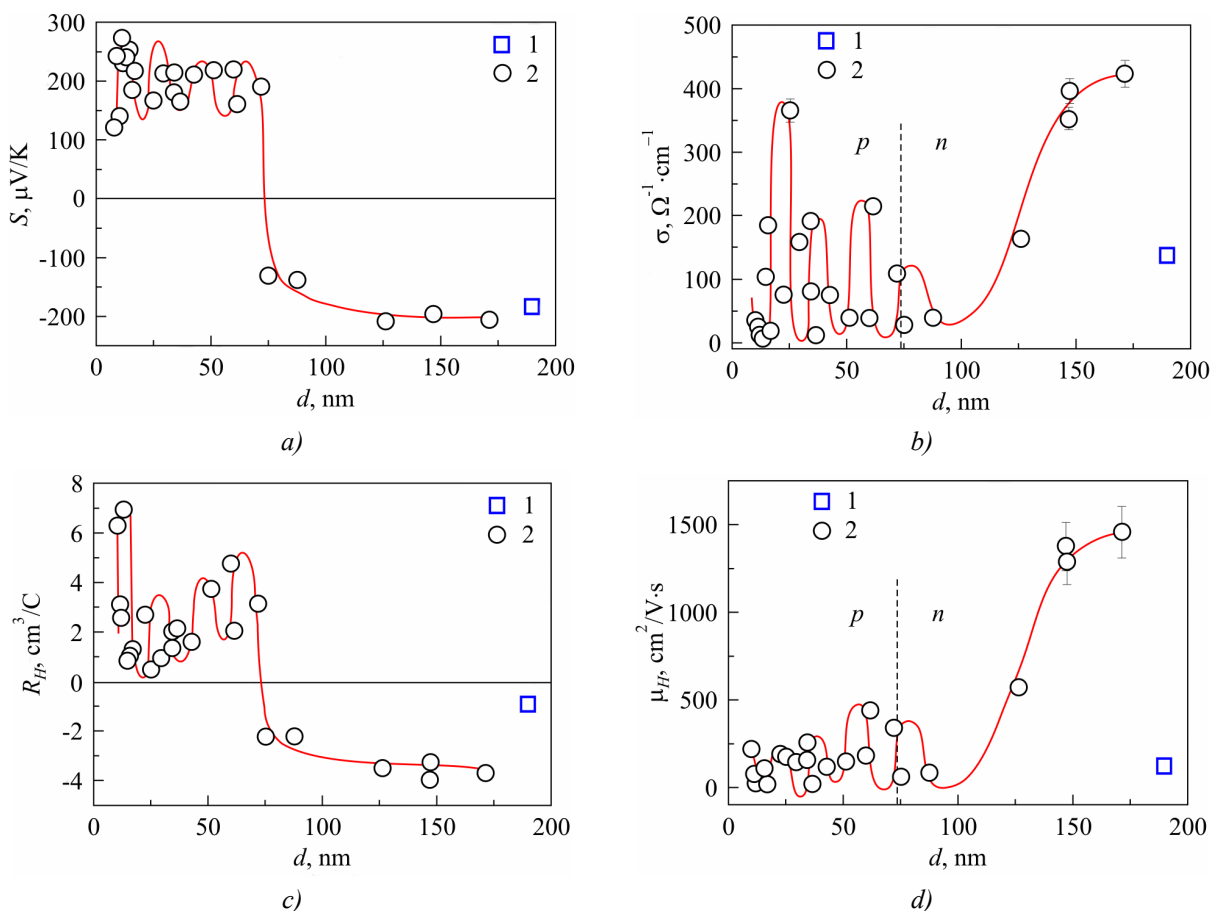 300
200
100
0
-100
-200
S, μV/K
0 50 100 150 200
d, nm
1
2
a)
500
400
300
200
100
0
σ, Ω⁻¹·cm⁻¹
0 50 100 150 200
d, nm
1
2
p n
b)
8
6
4
2
0
-2
-4
R_H, cm³/C
0 50 100 150 200
d, nm
1
2
c)
1500
1000
500
0
μ_H, cm²/V·s
0 50 100 150 200
d, nm
1
2
p n
d)